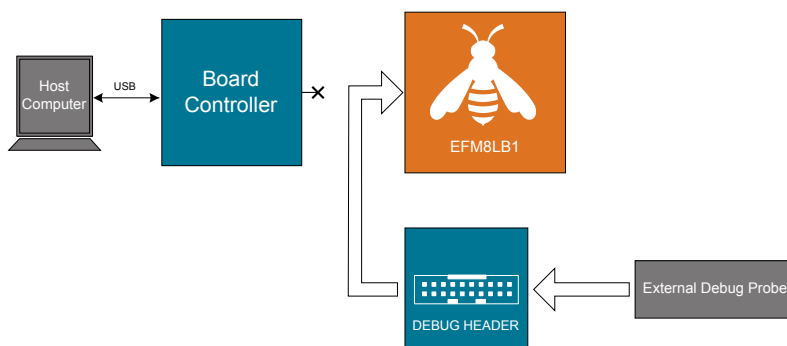 Host
Computer
USB
Board
Controller
EFM8LB1
DEBUG HEADER
External Debug Probe